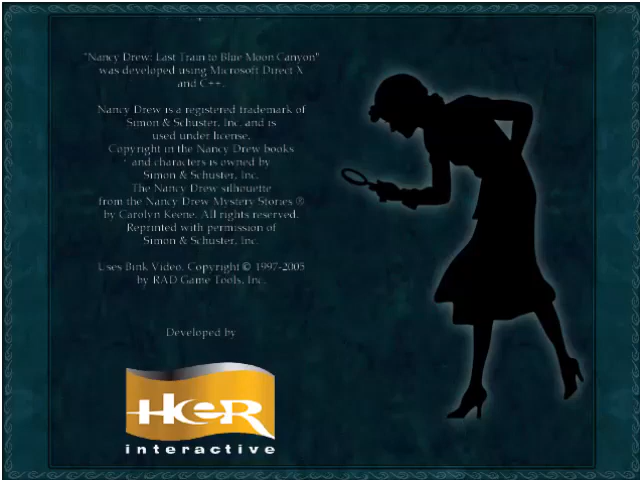 "Nancy Drew: Last Train to Blue Moon Canyon"
was developed using Microsoft Direct X
and C++.
Nancy Drew is a registered trademark of
Simon & Schuster, Inc. and is
used under license.
Copyright in the Nancy Drew books
and characters is owned by
Simon & Schuster, Inc.
The Nancy Drew silhouette
from the Nancy Drew Mystery Stories ®
by Carolyn Keene. All rights reserved.
Reprinted with permission of
Simon & Schuster, Inc.
Uses Bink Video. Copyright © 1997-2005
by RAD Game Tools, Inc.
Developed by
HER
interactive